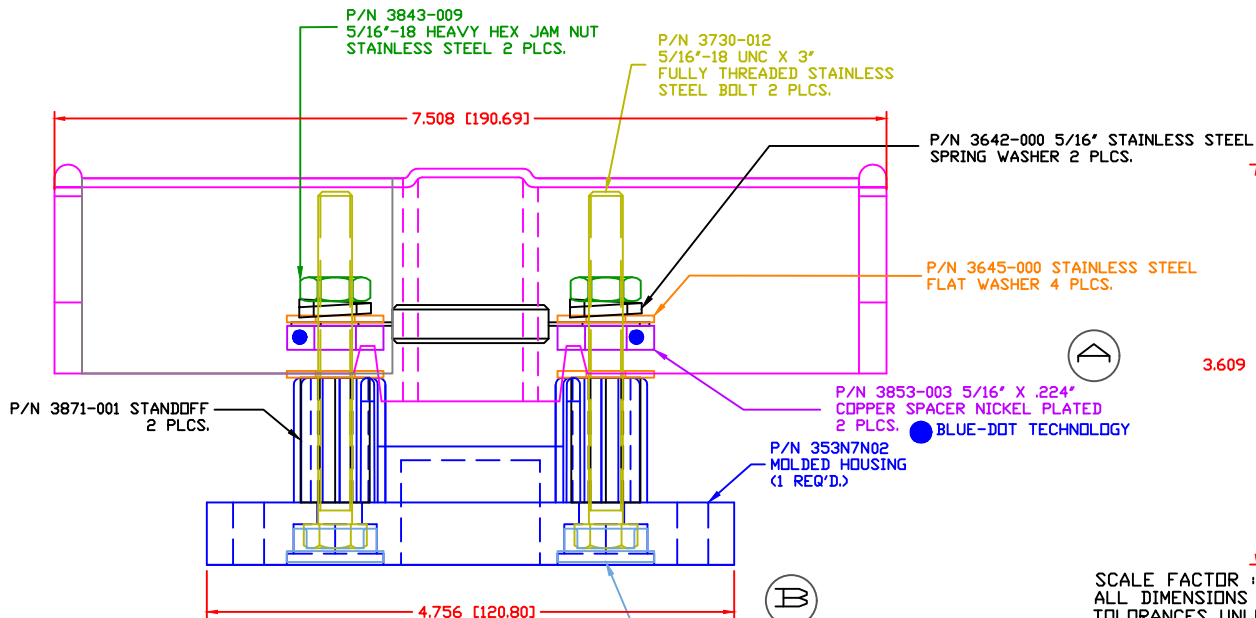 P/N 3843-009
5/16"-18 HEAVY HEX JAM NUT
STAINLESS STEEL 2 PLCS.
P/N 3730-012
5/16"-18 UNC X 3"
FULLY THREADED STAINLESS
STEEL BOLT 2 PLCS.
7.508 [190.69]
P/N 3642-000 5/16" STAINLESS STEEL
SPRING WASHER 2 PLCS.
7
P/N 3645-000 STAINLESS STEEL
FLAT WASHER 4 PLCS.
A
3.609
P/N 3853-003 5/16" X .224"
COPPER SPACER NICKEL PLATED
2 PLCS.
BLUE-DOT TECHNOLOGY
P/N 3871-001 STANDOFF
2 PLCS.
P/N 353N7N02
MOLDED HOUSING
(1 REQ'D.)
B
4.756 [120.80]
SCALE FACTOR :
ALL DIMENSIONS
TOLERANCES